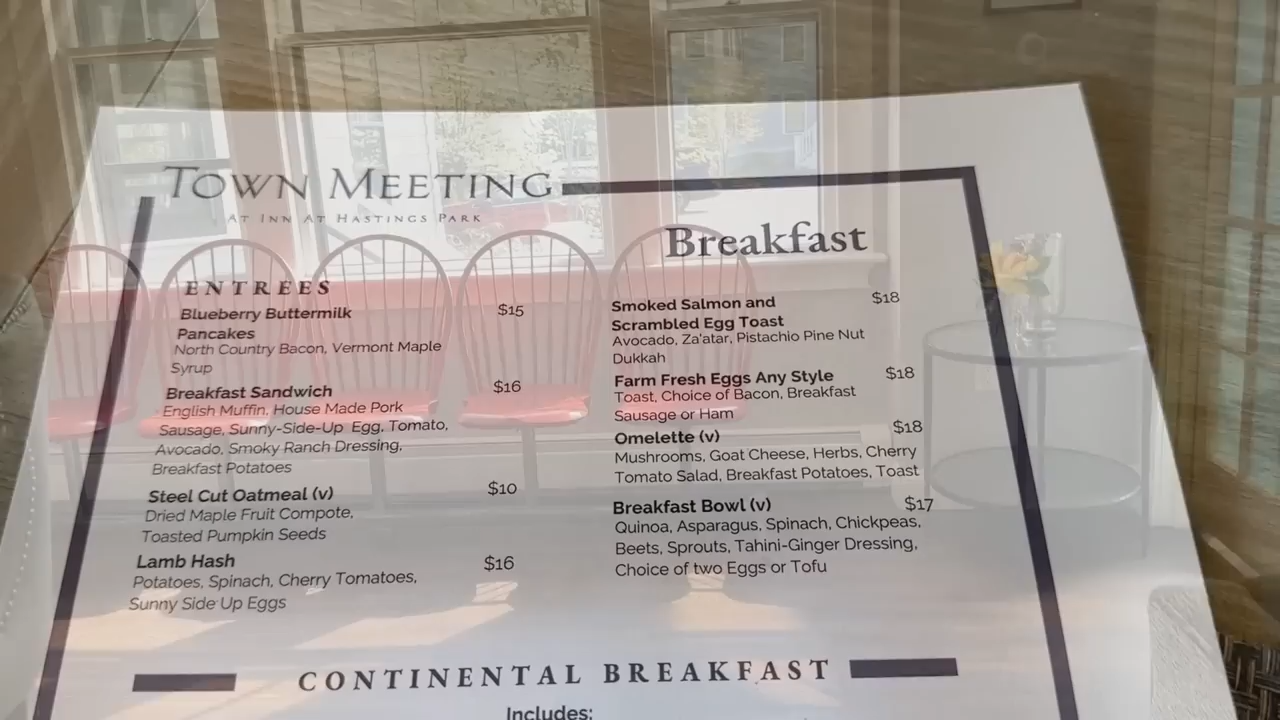 TOWN MEETING
AT INN AT HASTINGS PARK
Breakfast
ENTREES
Blueberry Buttermilk $15
Pancakes
North Country Bacon, Vermont Maple
Syrup
Breakfast Sandwich $16
English Muffin, House Made Pork
Sausage, Sunny-Side-Up Egg, Tomato,
Avocado, Smoky Ranch Dressing,
Breakfast Potatoes
Steel Cut Oatmeal (v) $10
Dried Maple Fruit Compote,
Toasted Pumpkin Seeds
Lamb Hash $16
Potatoes, Spinach, Cherry Tomatoes,
Sunny Side Up Eggs
Smoked Salmon and $18
Scrambled Egg Toast
Avocado, Za'atar, Pistachio Pine Nut
Dukkah
Farm Fresh Eggs Any Style $18
Toast, Choice of Bacon, Breakfast
Sausage or Ham
Omelette (v) $18
Mushrooms, Goat Cheese, Herbs, Cherry
Tomato Salad, Breakfast Potatoes, Toast
Breakfast Bowl (v) $17
Quinoa, Asparagus, Spinach, Chickpeas,
Beets, Sprouts, Tahini-Ginger Dressing,
Choice of two Eggs or Tofu
CONTINENTAL BREAKFAST
Includes: